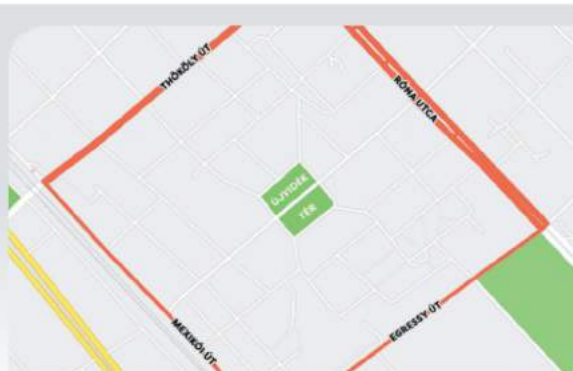 THÖKÖLY ÚT
RÓNA UTCA
ÚJVIDÉK
TÉR
MEXIKÓI ÚT
EGRESSY ÚT